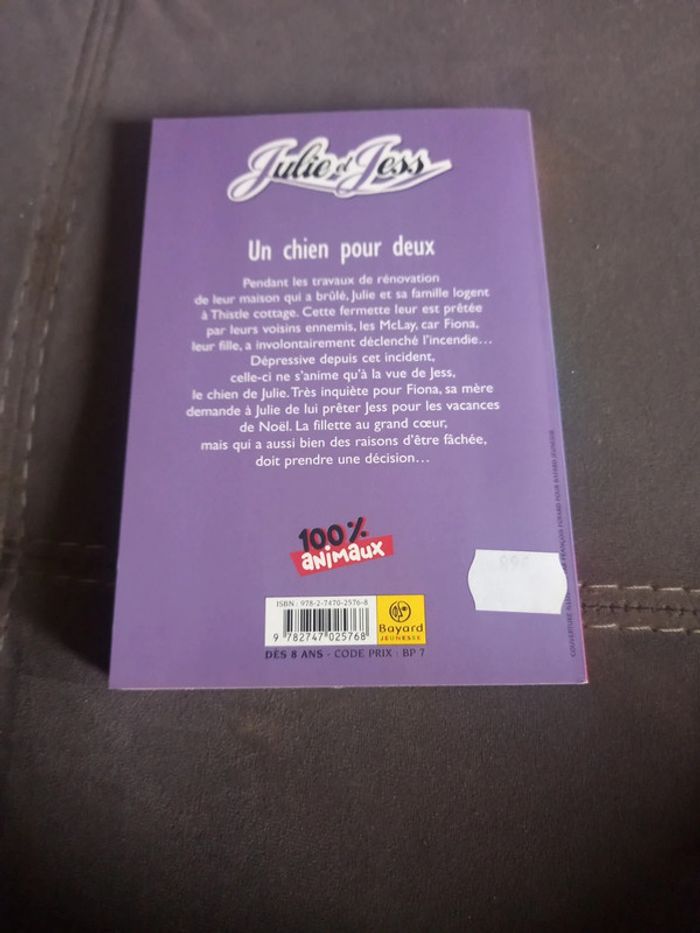 Julie et Jess
Un chien pour deux
Pendant les travaux de rénovation
de leur maison qui a brûlé, Julie et sa famille logent
à Thistle cottage. Cette fermette leur est prêtée
par leurs voisins ennemis, les McLay, car Fiona,
leur fille, a involontairement déclenché l'incendie…
Dépressive depuis cet incident,
celle-ci ne s'anime qu'à la vue de Jess,
le chien de Julie. Très inquiète pour Fiona, sa mère
demande à Julie de lui prêter Jess pour les vacances
de Noël. La fillette au grand cœur,
mais qui a aussi bien des raisons d'être fâchée,
doit prendre une décision…
100%
animaux
ISBN : 978-2-7470-2576-8
9 782747 025768
Bayard
JEUNESSE
DÈS 8 ANS - CODE PRIX : BP 7
COUVERTURE FRANÇOIS POUR BAYARD JEUNESSE